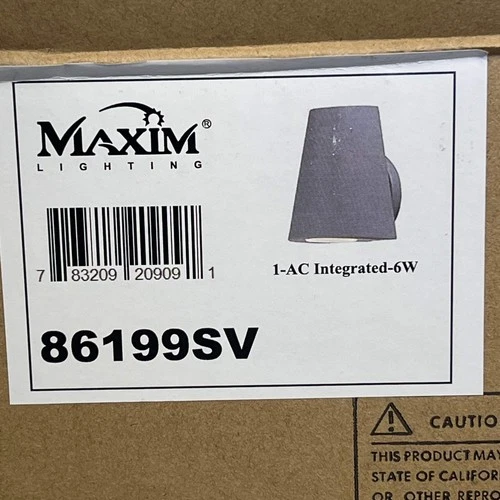 MAXIM®
LIGHTING
7 83209 20909 1
1-AC Integrated-6W
86199SV
CAUTIO
THIS PRODUCT MAY
STATE OF CALIFOR
OR OTHER REPRO